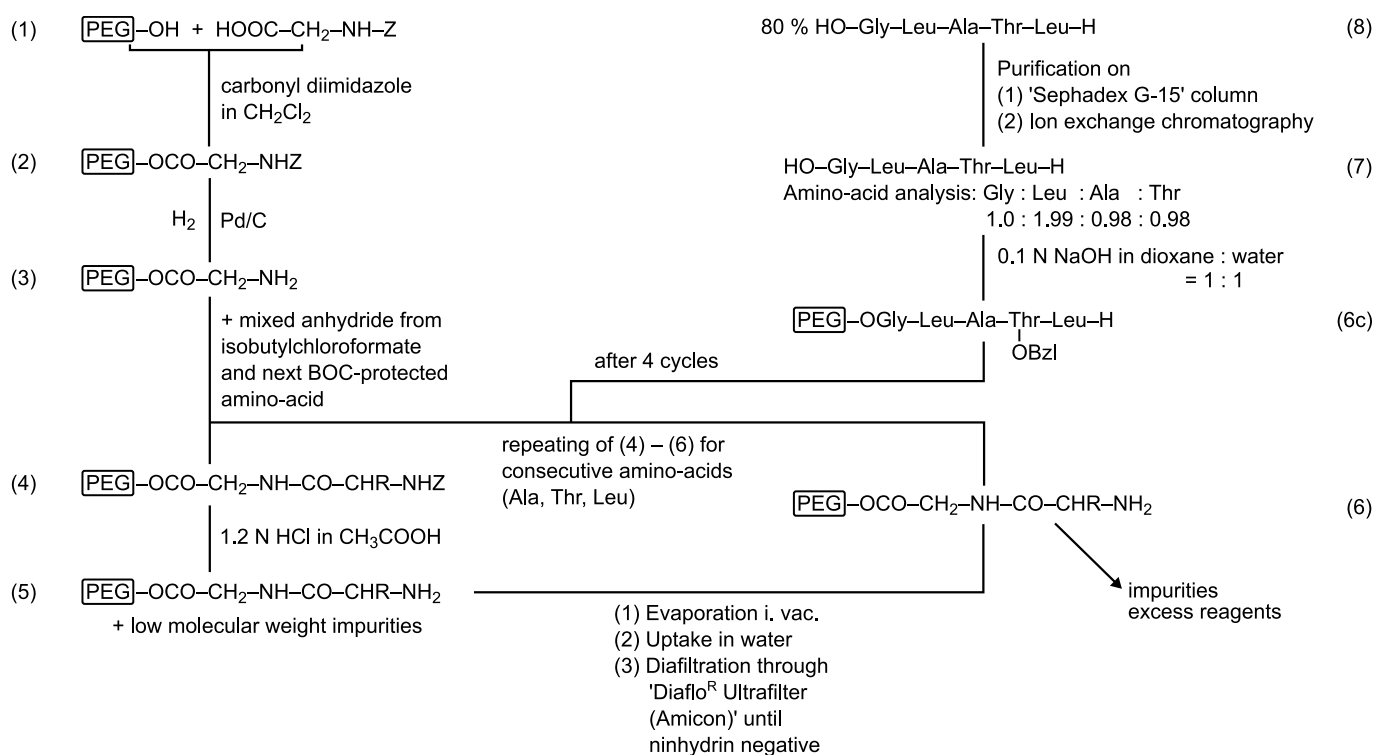 (1) PEG–OH + HOOC–CH₂–NH–Z
carbonyl diimidazole
in CH₂Cl₂
(2) PEG–OCO–CH₂–NHZ
H₂ Pd/C
(3) PEG–OCO–CH₂–NH₂
+ mixed anhydride from
isobutylchloroformate
and next BOC-protected
amino-acid
(4) PEG–OCO–CH₂–NH–CO–CHR–NHZ
1.2 N HCl in CH₃COOH
(5) PEG–OCO–CH₂–NH–CO–CHR–NH₂
+ low molecular weight impurities
(1) Evaporation i. vac.
(2) Uptake in water
(3) Diafiltration through
'Diafloᴿ Ultrafilter
(Amicon)' until
ninhydrin negative
after 4 cycles
repeating of (4) – (6) for
consecutive amino-acids
(Ala, Thr, Leu)
80 % HO–Gly–Leu–Ala–Thr–Leu–H (8)
Purification on
(1) 'Sephadex G-15' column
(2) Ion exchange chromatography
HO–Gly–Leu–Ala–Thr–Leu–H (7)
Amino-acid analysis: Gly : Leu : Ala : Thr
1.0 : 1.99 : 0.98 : 0.98
0.1 N NaOH in dioxane : water
= 1 : 1
PEG–OGly–Leu–Ala–Thr–Leu–H (6c)
OBzl
PEG–OCO–CH₂–NH–CO–CHR–NH₂ (6)
impurities
excess reagents